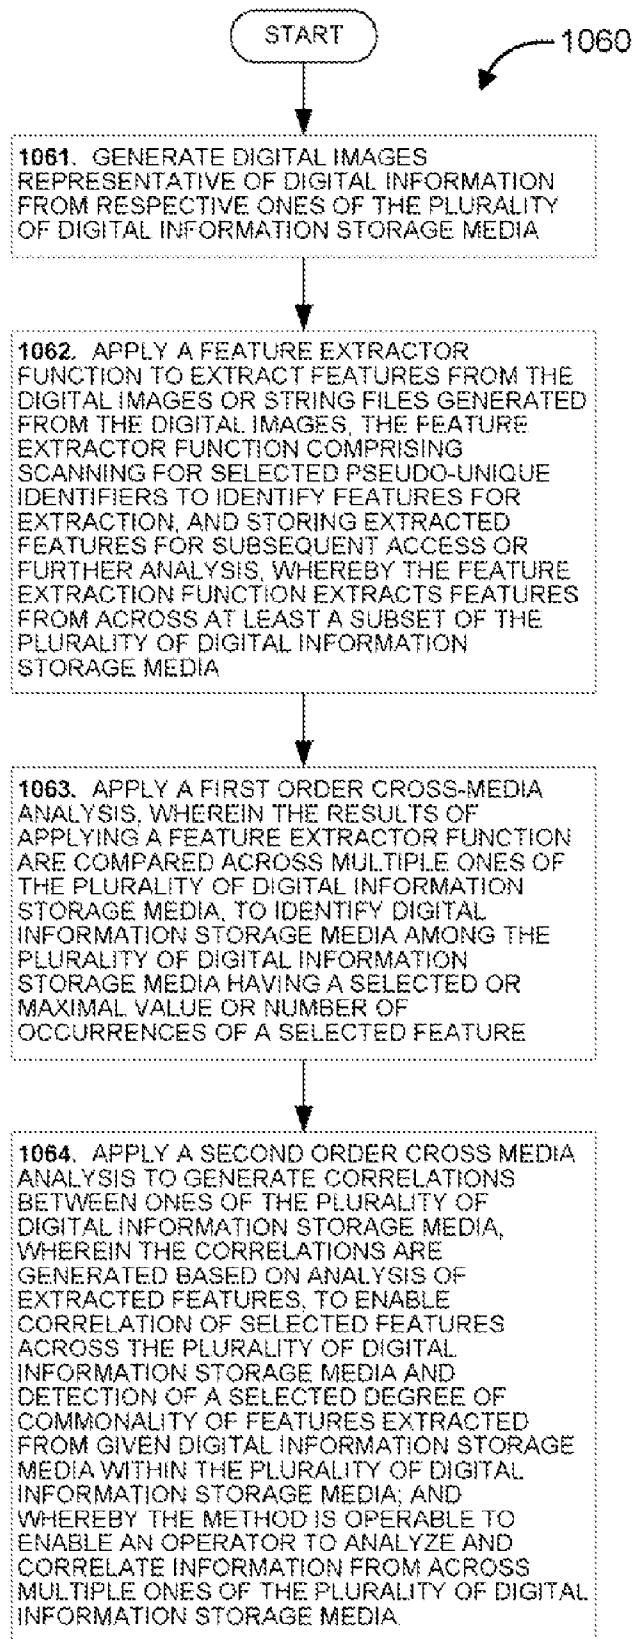 START
1060
1061. GENERATE DIGITAL IMAGES
REPRESENTATIVE OF DIGITAL INFORMATION
FROM RESPECTIVE ONES OF THE PLURALITY
OF DIGITAL INFORMATION STORAGE MEDIA
1062. APPLY A FEATURE EXTRACTOR
FUNCTION TO EXTRACT FEATURES FROM THE
DIGITAL IMAGES OR STRING FILES GENERATED
FROM THE DIGITAL IMAGES, THE FEATURE
EXTRACTOR FUNCTION COMPRISING
SCANNING FOR SELECTED PSEUDO-UNIQUE
IDENTIFIERS TO IDENTIFY FEATURES FOR
EXTRACTION, AND STORING EXTRACTED
FEATURES FOR SUBSEQUENT ACCESS OR
FURTHER ANALYSIS, WHEREBY THE FEATURE
EXTRACTION FUNCTION EXTRACTS FEATURES
FROM ACROSS AT LEAST A SUBSET OF THE
PLURALITY OF DIGITAL INFORMATION
STORAGE MEDIA
1063. APPLY A FIRST ORDER CROSS-MEDIA
ANALYSIS, WHEREIN THE RESULTS OF
APPLYING A FEATURE EXTRACTOR FUNCTION
ARE COMPARED ACROSS MULTIPLE ONES OF
THE PLURALITY OF DIGITAL INFORMATION
STORAGE MEDIA, TO IDENTIFY DIGITAL
INFORMATION STORAGE MEDIA AMONG THE
PLURALITY OF DIGITAL INFORMATION
STORAGE MEDIA HAVING A SELECTED OR
MAXIMAL VALUE OR NUMBER OF
OCCURRENCES OF A SELECTED FEATURE
1064. APPLY A SECOND ORDER CROSS MEDIA
ANALYSIS TO GENERATE CORRELATIONS
BETWEEN ONES OF THE PLURALITY OF
DIGITAL INFORMATION STORAGE MEDIA,
WHEREIN THE CORRELATIONS ARE
GENERATED BASED ON ANALYSIS OF
EXTRACTED FEATURES, TO ENABLE
CORRELATION OF SELECTED FEATURES
ACROSS THE PLURALITY OF DIGITAL
INFORMATION STORAGE MEDIA AND
DETECTION OF A SELECTED DEGREE OF
COMMONALITY OF FEATURES EXTRACTED
FROM GIVEN DIGITAL INFORMATION STORAGE
MEDIA WITHIN THE PLURALITY OF DIGITAL
INFORMATION STORAGE MEDIA; AND
WHEREBY THE METHOD IS OPERABLE TO
ENABLE AN OPERATOR TO ANALYZE AND
CORRELATE INFORMATION FROM ACROSS
MULTIPLE ONES OF THE PLURALITY OF DIGITAL
INFORMATION STORAGE MEDIA.